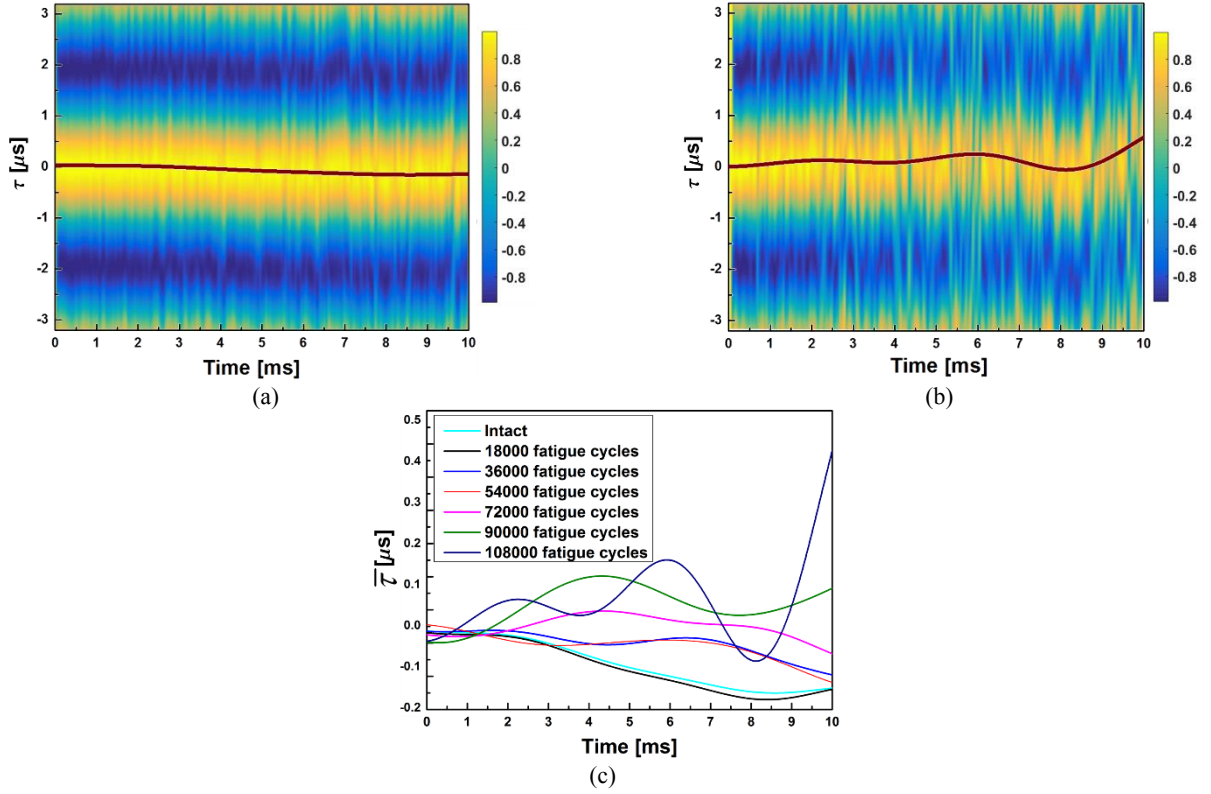 3
2
1
0
-1
-2
-3
τ [μs]
0 1 2 3 4 5 6 7 8 9 10
Time [ms]
0.8
0.6
0.4
0.2
0
-0.2
-0.4
-0.6
-0.8
(a)
3
2
1
0
-1
-2
-3
τ [μs]
0 1 2 3 4 5 6 7 8 9 10
Time [ms]
0.8
0.6
0.4
0.2
0
-0.2
-0.4
-0.6
-0.8
(b)
0.5
0.4
0.3
0.2
0.1
0.0
-0.1
-0.2
τ̅ [μs]
Intact
18000 fatigue cycles
36000 fatigue cycles
54000 fatigue cycles
72000 fatigue cycles
90000 fatigue cycles
108000 fatigue cycles
0 1 2 3 4 5 6 7 8 9 10
Time [ms]
(c)